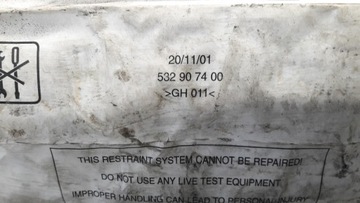 20/11/01
532 90 74 00
>GH 011<
THIS RESTRAINT SYSTEM CANNOT BE REPAIRED!
DO NOT USE ANY LIVE TEST EQUIPMENT.
IMPROPER HANDLING CAN LEAD TO PERSONAL INJURY